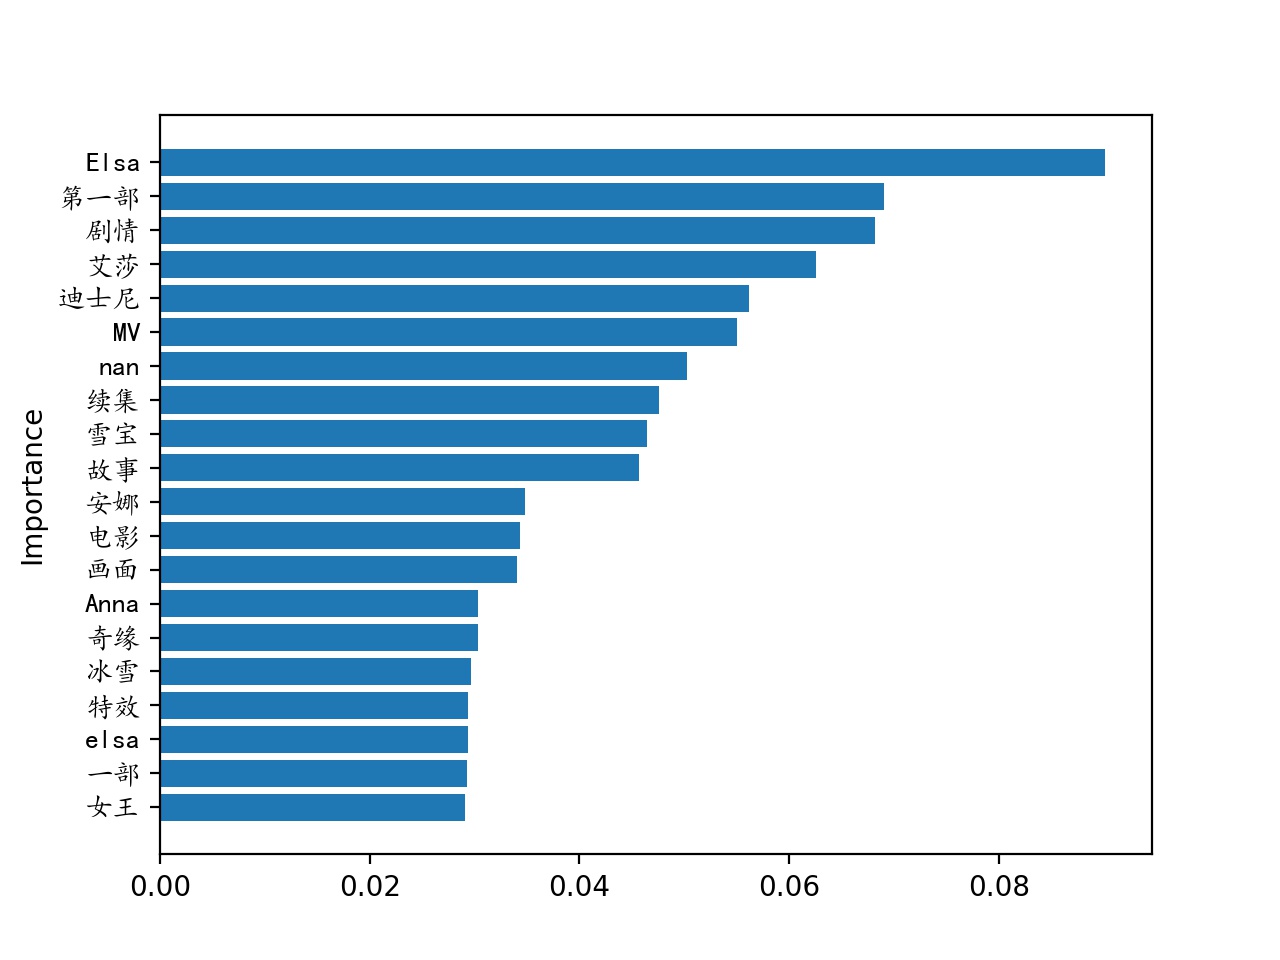 Elsa
第一部
剧情
艾莎
迪士尼
MV
nan
续集
雪宝
故事
安娜
电影
画面
Anna
奇缘
冰雪
特效
elsa
一部
女王
Importance
0.00 0.02 0.04 0.06 0.08